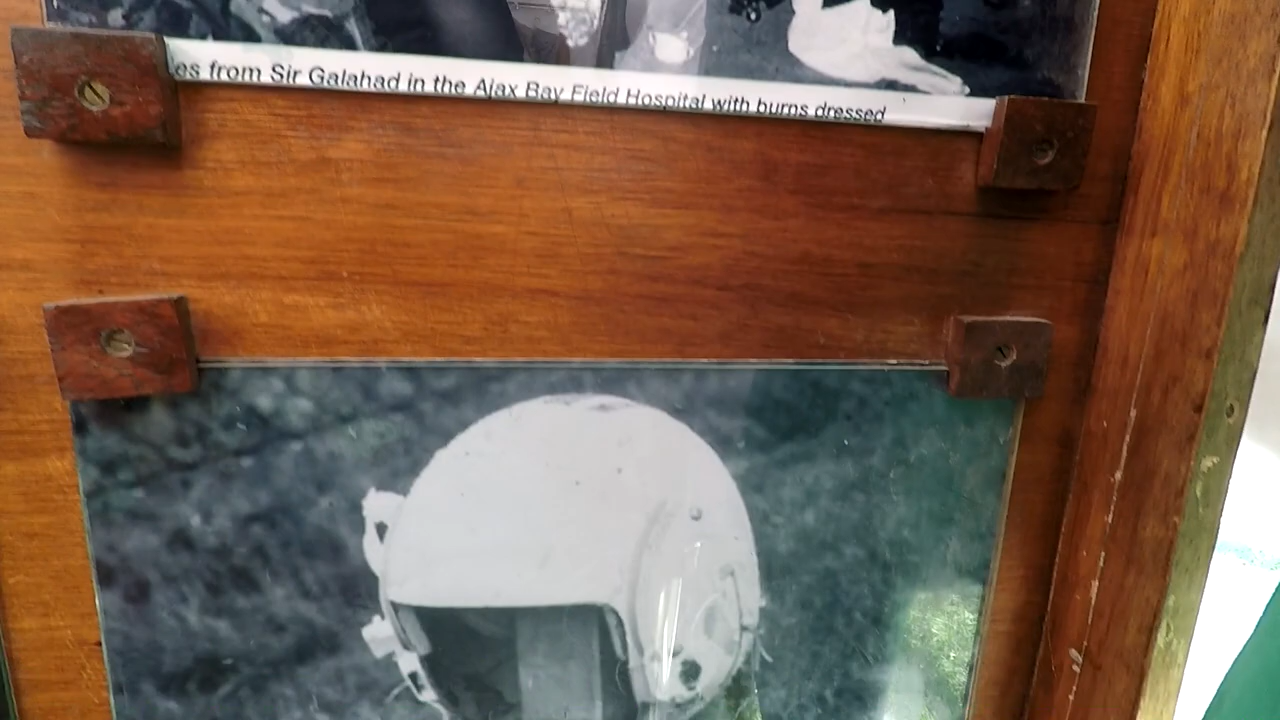 es from Sir Galahad in the Ajax Bay Field Hospital with burns dressed